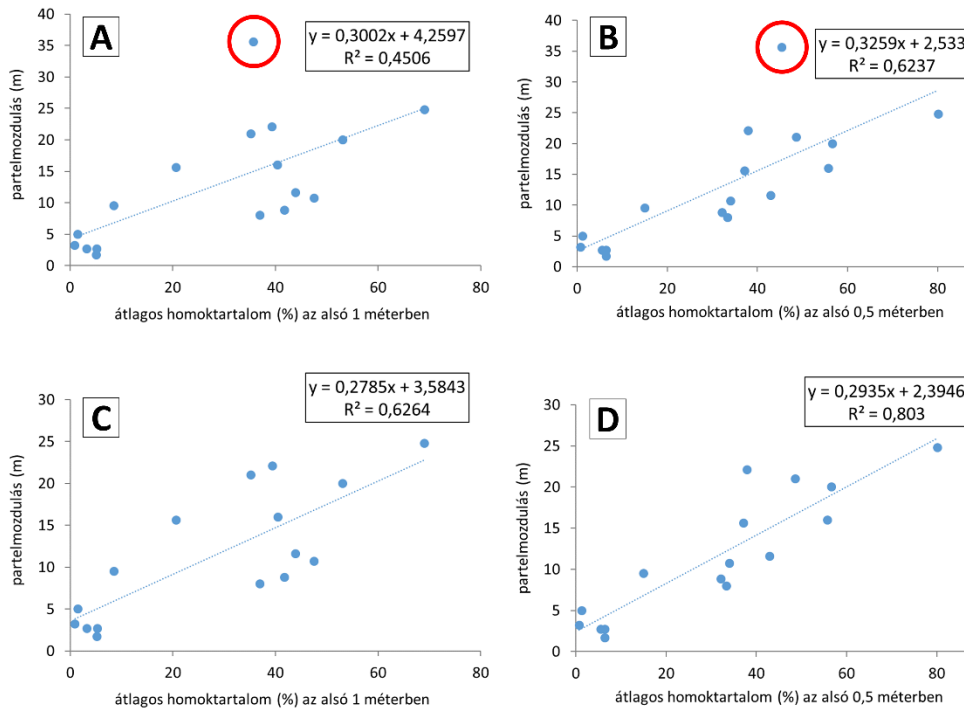 A
y = 0,3002x + 4,2597
R² = 0,4506
partelmozdulás (m)
40
35
30
25
20
15
10
5
0
0 20 40 60 80
átlagos homoktartalom (%) az alsó 1 méterben
B
y = 0,3259x + 2,533
R² = 0,6237
partelmozdulás (m)
40
35
30
25
20
15
10
5
0
0 20 40 60 80
átlagos homoktartalom (%) az alsó 0,5 méterben
C
y = 0,2785x + 3,5843
R² = 0,6264
partelmozdulás (m)
30
25
20
15
10
5
0
0 20 40 60 80
átlagos homoktartalom (%) az alsó 1 méterben
D
y = 0,2935x + 2,3946
R² = 0,803
partelmozdulás (m)
30
25
20
15
10
5
0
0 20 40 60 80
átlagos homoktartalom (%) az alsó 0,5 méterben